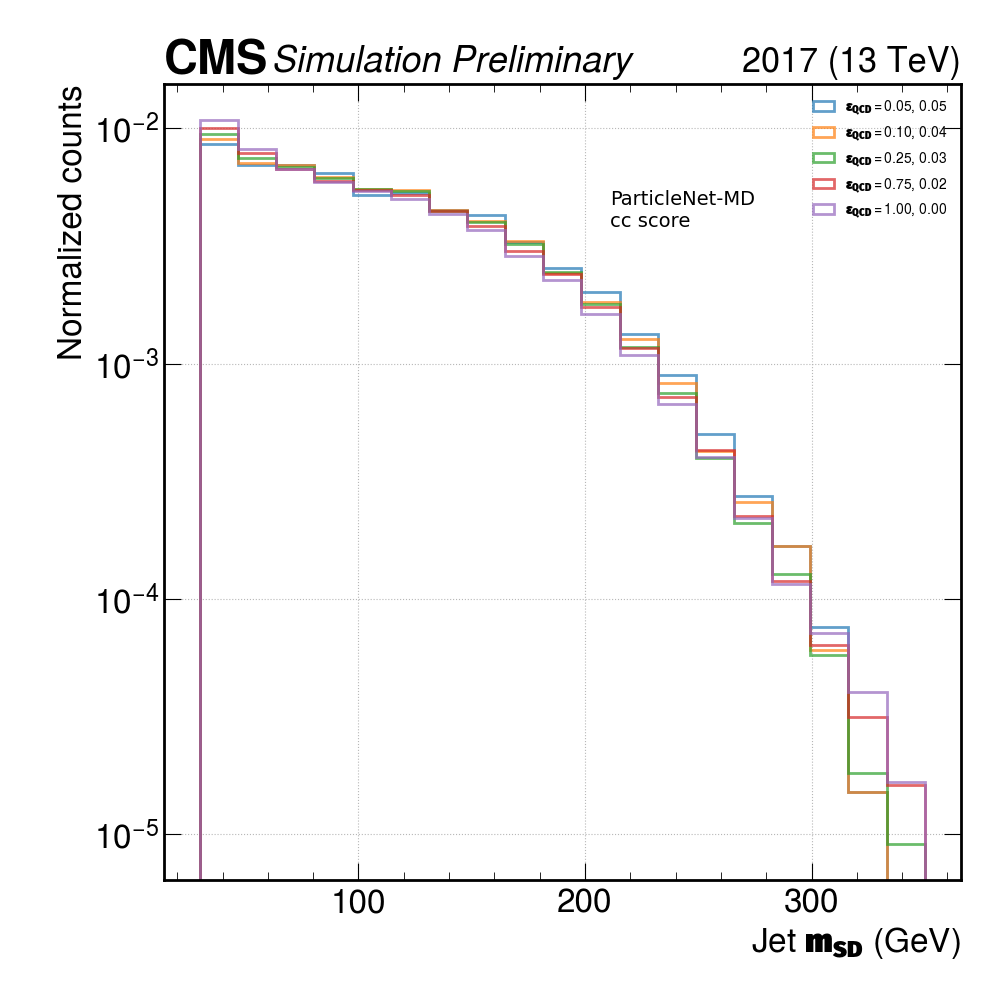 CMS Simulation Preliminary 2017 (13 TeV)
Normalized counts
10⁻²
10⁻³
10⁻⁴
10⁻⁵
εQCD = 0.05, 0.05
εQCD = 0.10, 0.04
εQCD = 0.25, 0.03
εQCD = 0.75, 0.02
εQCD = 1.00, 0.00
ParticleNet-MD
cc score
100 200 300
Jet mSD (GeV)